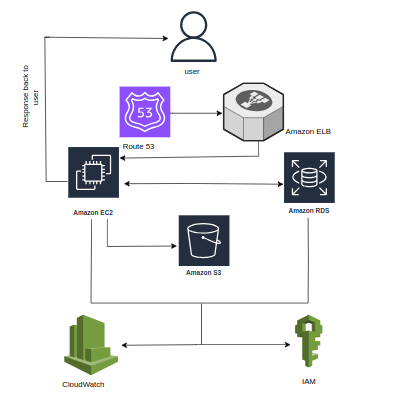 user
Response back to
user
53
Amazon ELB
Route 53
Amazon EC2
Amazon RDS
Amazon S3
CloudWatch
IAM